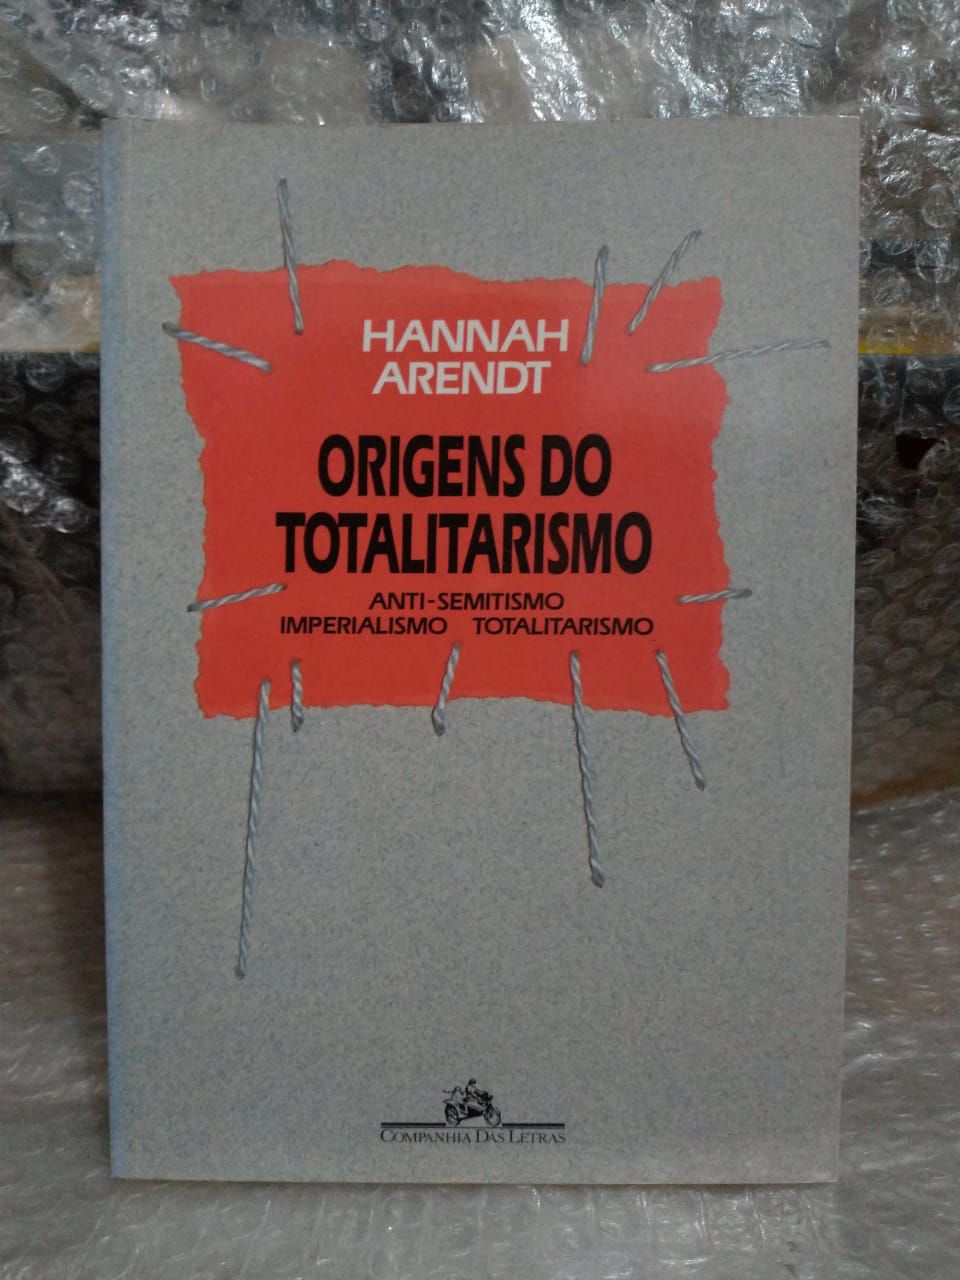 HANNAH
ARENDT
ORIGENS DO
TOTALITARISMO
ANTI-SEMITISMO
IMPERIALISMO TOTALITARISMO
COMPANHIA DAS LETRAS